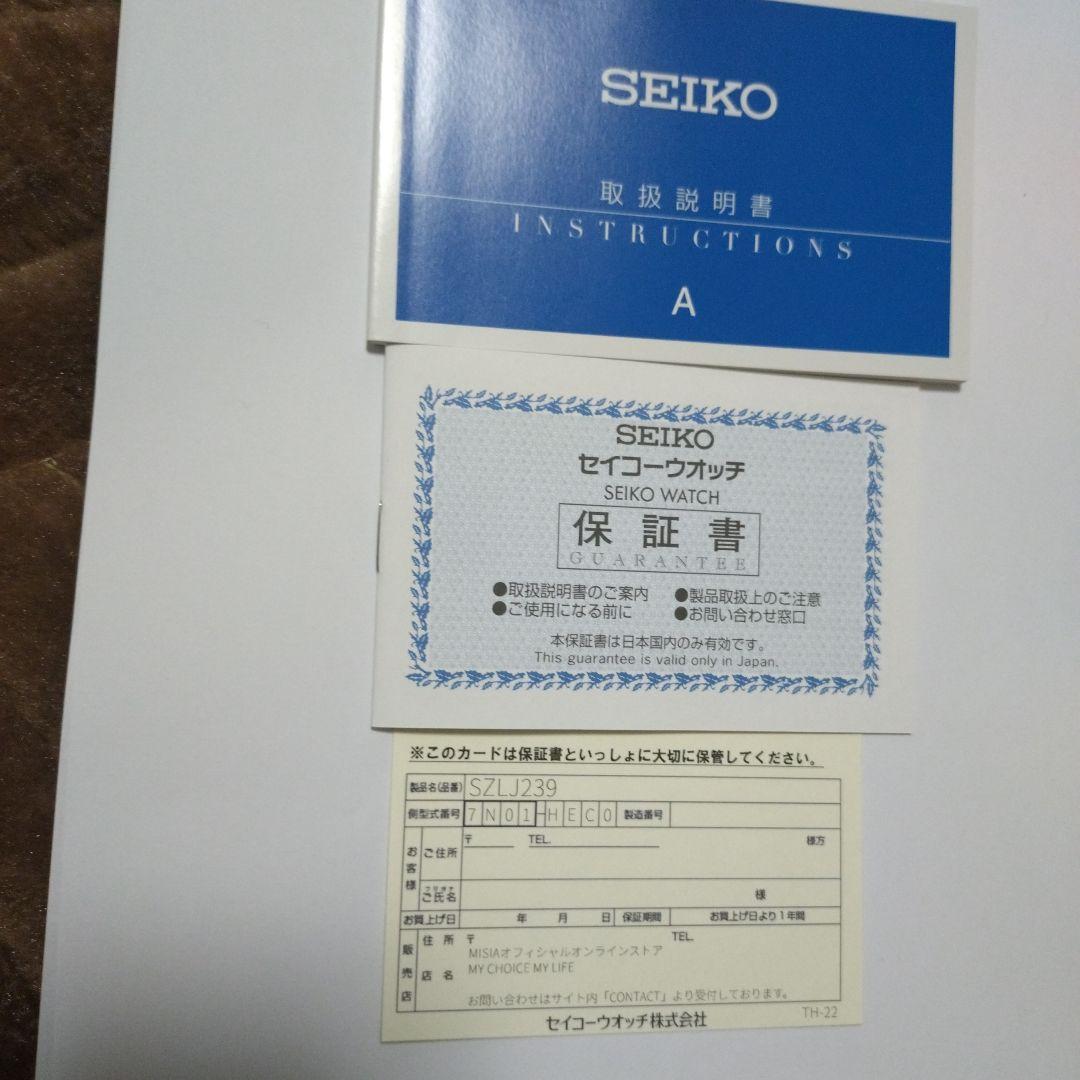 SEIKO
取扱説明書
INSTRUCTIONS
A
SEIKO
セイコーウオッチ
SEIKO WATCH
保証書
GUARANTEE
●取扱説明書のご案内 ●製品取扱上のご注意
●ご使用になる前に ●お問い合わせ窓口
本保証書は日本国内のみ有効です。
This guarantee is valid only in Japan.
※このカードは保証書といっしょに大切に保管してください。
製品名(品番) SZLJ239
側型式番号 7N01-HEC0 製造番号
お客様 ご住所 〒 TEL. 様方
ご氏名 様
お買上げ日 年 月 日 保証期間 お買上げ日より1年間
販売店 住所 〒 TEL.
MISIAオフィシャルオンラインストア
店名 MY CHOICE MY LIFE
お問い合わせはサイト内「CONTACT」より受付しております。
セイコーウオッチ株式会社 TH-22